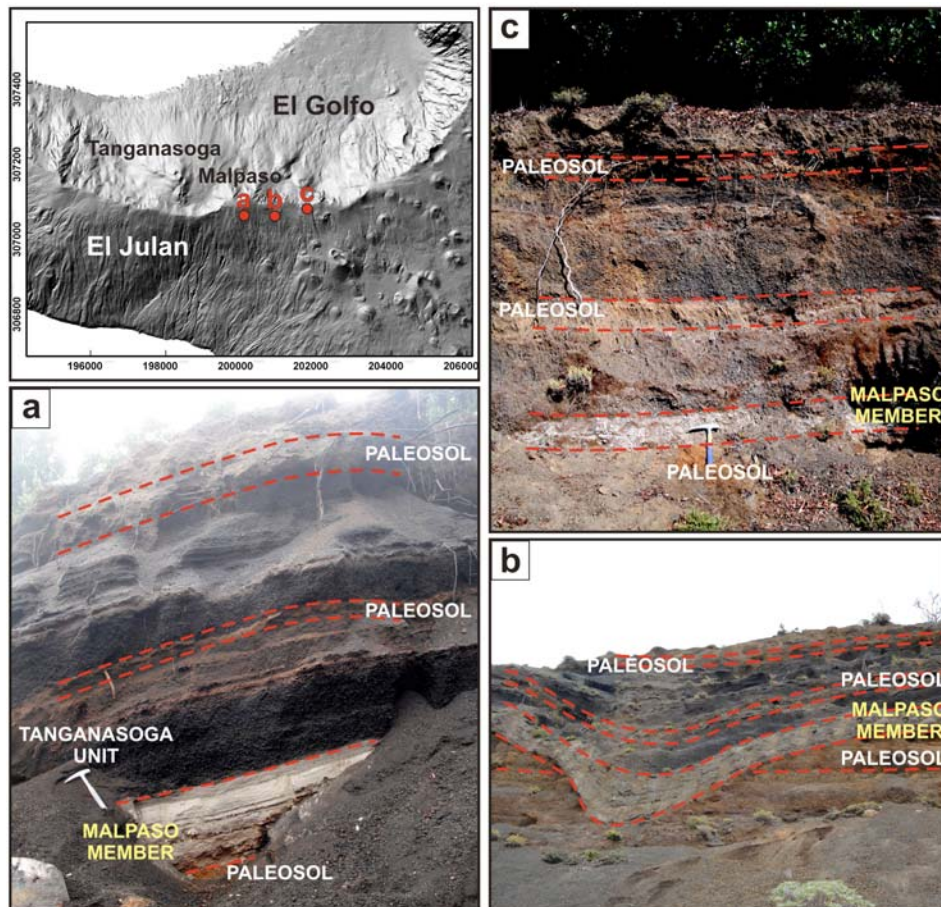 El Golfo
Tanganasoga
Malpaso
a b c
El Julan
307400
307200
307000
306800
196000 198000 200000 202000 204000 206000
c
PALEOSOL
PALEOSOL
MALPASO
MEMBER
PALEOSOL
a
PALEOSOL
PALEOSOL
TANGANASOGA
UNIT
MALPASO
MEMBER
PALEOSOL
b
PALEOSOL
PALEOSOL
MALPASO
MEMBER
PALEOSOL